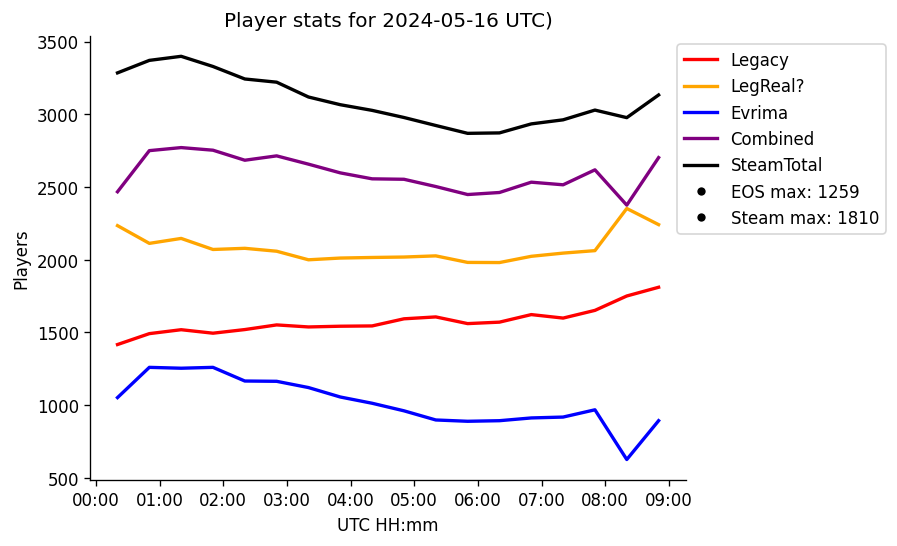 Player stats for 2024-05-16 UTC)
3500
3000
2500
2000
1500
1000
500
Players
00:00 01:00 02:00 03:00 04:00 05:00 06:00 07:00 08:00 09:00
UTC HH:mm
Legacy
LegReal?
Evrima
Combined
SteamTotal
EOS max: 1259
Steam max: 1810